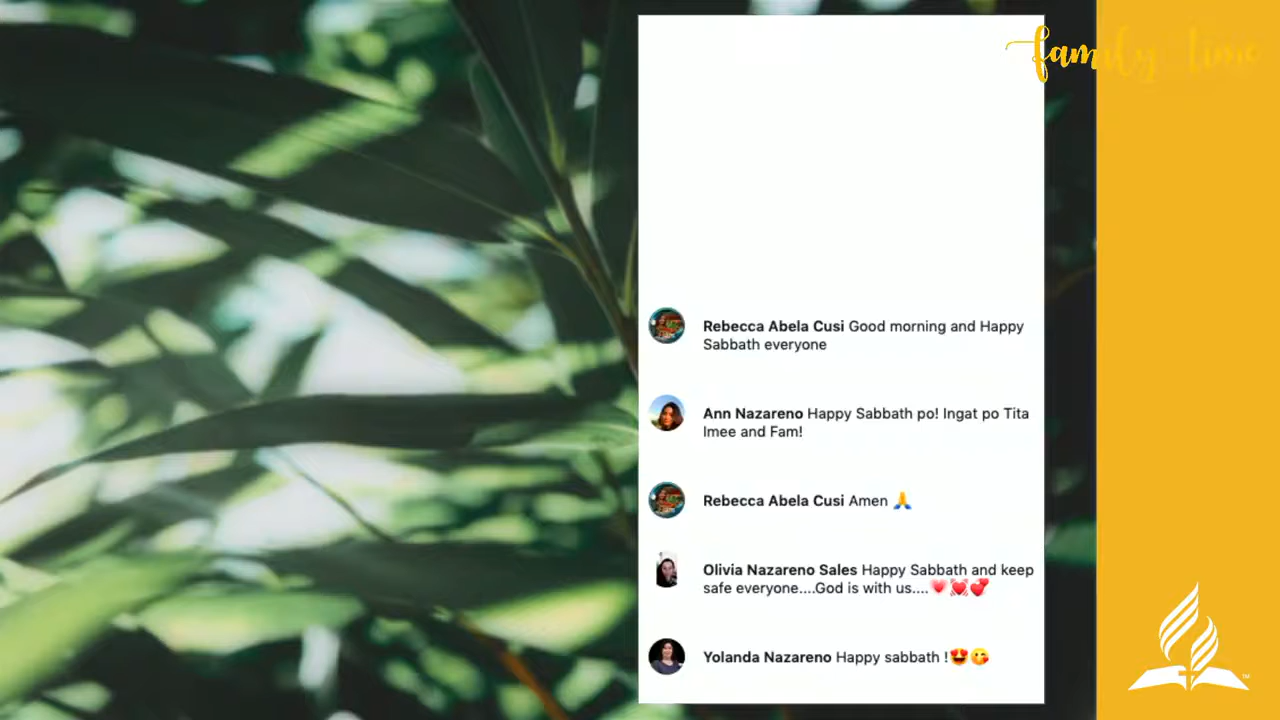 family time
Rebecca Abela Cusi Good morning and Happy
Sabbath everyone
Ann Nazareno Happy Sabbath po! Ingat po Tita
Imee and Fam!
Rebecca Abela Cusi Amen 🙏
Olivia Nazareno Sales Happy Sabbath and keep
safe everyone....God is with us....💗💓💕
Yolanda Nazareno Happy sabbath !😍😋
TM